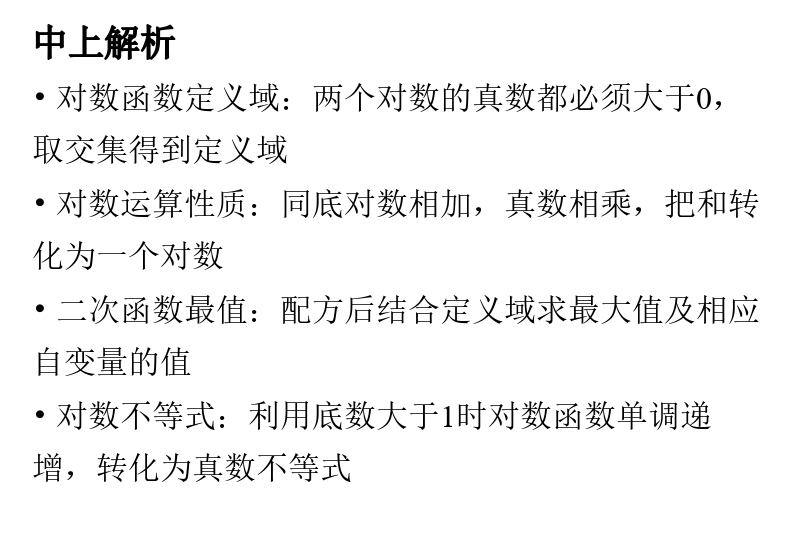 中上解析
• 对数函数定义域：两个对数的真数都必须大于0，
取交集得到定义域
• 对数运算性质：同底对数相加，真数相乘，把和转
化为一个对数
• 二次函数最值：配方后结合定义域求最大值及相应
自变量的值
• 对数不等式：利用底数大于1时对数函数单调递
增，转化为真数不等式